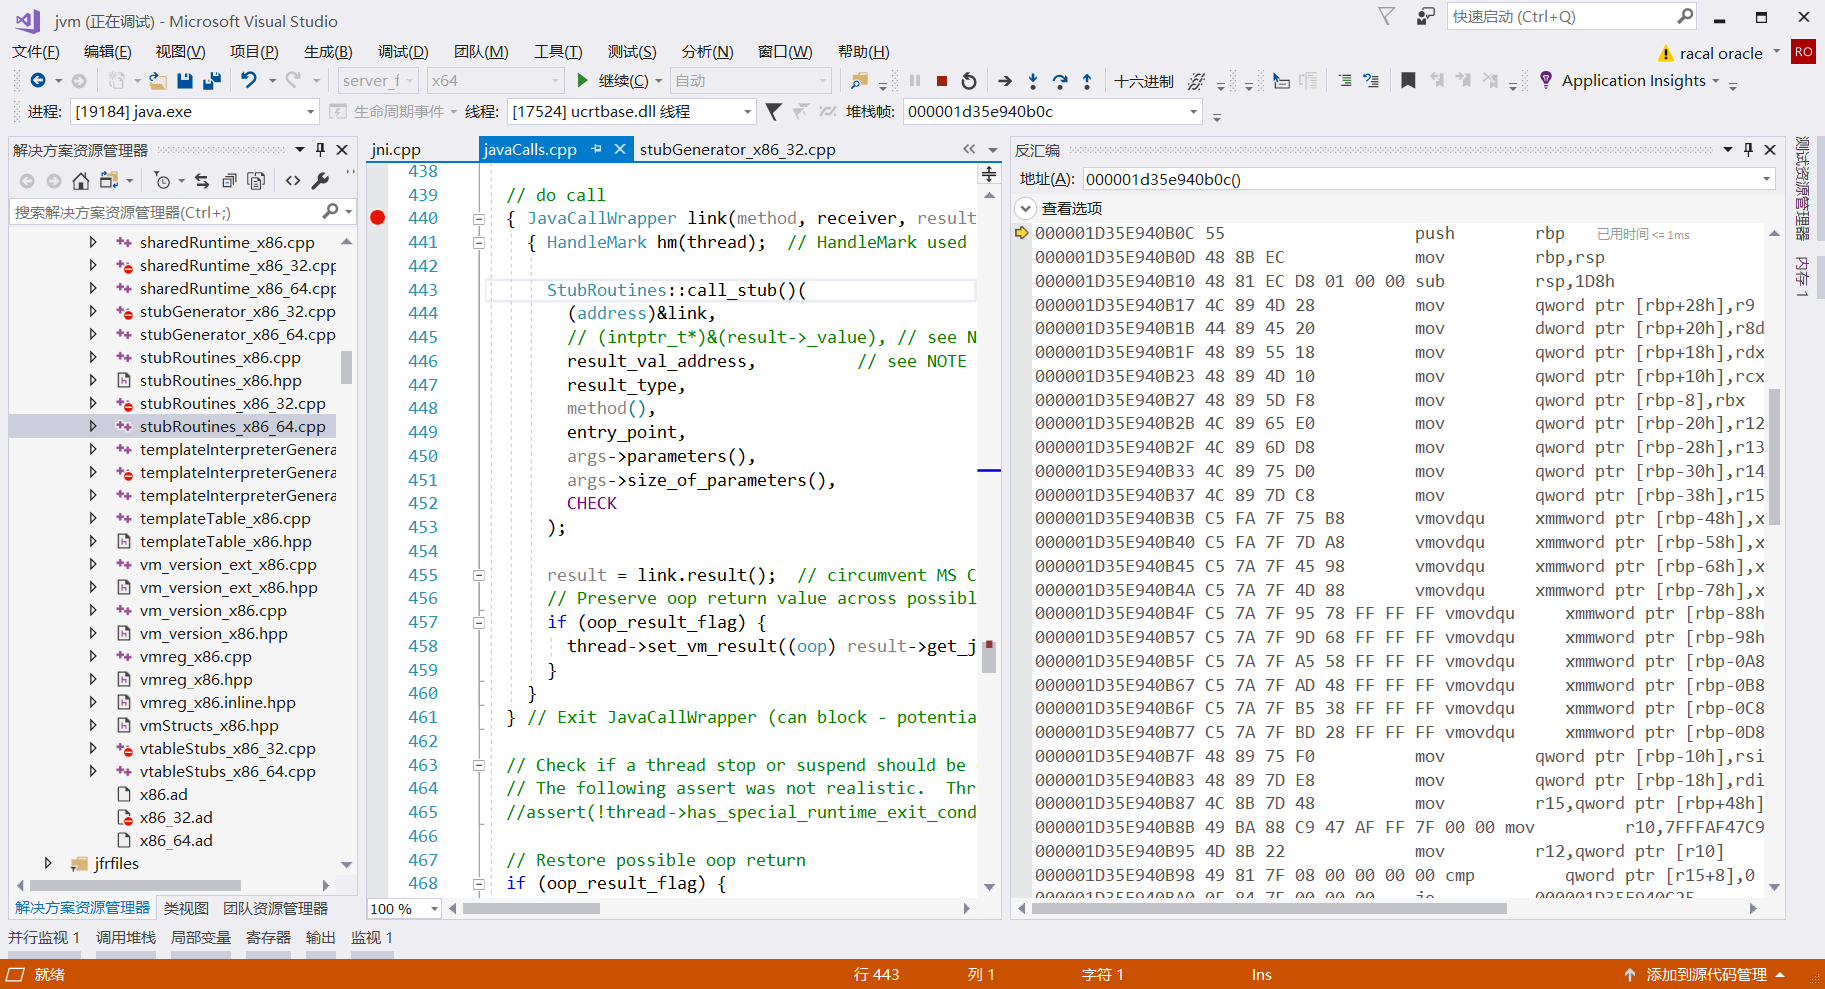 jvm (正在调试) - Microsoft Visual Studio
快速启动 (Ctrl+Q)
文件(F) 编辑(E) 视图(V) 项目(P) 生成(B) 调试(D) 团队(M) 工具(T) 测试(S) 分析(N) 窗口(W) 帮助(H)
racal oracle RO
server_f x64 继续(C) 自动 十六进制 Application Insights
进程: [19184] java.exe 生命周期事件 线程: [17524] ucrtbase.dll 线程 堆栈帧: 000001d35e940b0c
解决方案资源管理器
搜索解决方案资源管理器(Ctrl+;)
sharedRuntime_x86.cpp
sharedRuntime_x86_32.cpp
sharedRuntime_x86_64.cpp
stubGenerator_x86_32.cpp
stubGenerator_x86_64.cpp
stubRoutines_x86.cpp
stubRoutines_x86.hpp
stubRoutines_x86_32.cpp
stubRoutines_x86_64.cpp
templateInterpreterGenera
templateInterpreterGenera
templateInterpreterGenera
templateTable_x86.cpp
templateTable_x86.hpp
vm_version_ext_x86.cpp
vm_version_ext_x86.hpp
vm_version_x86.cpp
vm_version_x86.hpp
vmreg_x86.cpp
vmreg_x86.hpp
vmreg_x86.inline.hpp
vmStructs_x86.hpp
vtableStubs_x86_32.cpp
vtableStubs_x86_64.cpp
x86.ad
x86_32.ad
x86_64.ad
jfrfiles
解决方案资源管理器 类视图 团队资源管理器
jni.cpp javaCalls.cpp stubGenerator_x86_32.cpp
438
439 // do call
440 { JavaCallWrapper link(method, receiver, result
441 { HandleMark hm(thread);  // HandleMark used
442
443 StubRoutines::call_stub()(
444 (address)&link,
445 // (intptr_t*)&(result->_value), // see N
446 result_val_address,          // see NOTE
447 result_type,
448 method(),
449 entry_point,
450 args->parameters(),
451 args->size_of_parameters(),
452 CHECK
453 );
454
455 result = link.result();  // circumvent MS C
456 // Preserve oop return value across possibl
457 if (oop_result_flag) {
458 thread->set_vm_result((oop) result->get_j
459 }
460 }
461 } // Exit JavaCallWrapper (can block - potentia
462
463 // Check if a thread stop or suspend should be
464 // The following assert was not realistic.  Thr
465 //assert(!thread->has_special_runtime_exit_cond
466
467 // Restore possible oop return
468 if (oop_result_flag) {
100 %
反汇编
地址(A): 000001d35e940b0c()
查看选项
000001D35E940B0C 55 push rbp 已用时间 <= 1ms
000001D35E940B0D 48 8B EC mov rbp,rsp
000001D35E940B10 48 81 EC D8 01 00 00 sub rsp,1D8h
000001D35E940B17 4C 89 4D 28 mov qword ptr [rbp+28h],r9
000001D35E940B1B 44 89 45 20 mov dword ptr [rbp+20h],r8d
000001D35E940B1F 48 89 55 18 mov qword ptr [rbp+18h],rdx
000001D35E940B23 48 89 4D 10 mov qword ptr [rbp+10h],rcx
000001D35E940B27 48 89 5D F8 mov qword ptr [rbp-8],rbx
000001D35E940B2B 4C 89 65 E0 mov qword ptr [rbp-20h],r12
000001D35E940B2F 4C 89 6D D8 mov qword ptr [rbp-28h],r13
000001D35E940B33 4C 89 75 D0 mov qword ptr [rbp-30h],r14
000001D35E940B37 4C 89 7D C8 mov qword ptr [rbp-38h],r15
000001D35E940B3B C5 FA 7F 75 B8 vmovdqu xmmword ptr [rbp-48h],x
000001D35E940B40 C5 FA 7F 7D A8 vmovdqu xmmword ptr [rbp-58h],x
000001D35E940B45 C5 7A 7F 45 98 vmovdqu xmmword ptr [rbp-68h],x
000001D35E940B4A C5 7A 7F 4D 88 vmovdqu xmmword ptr [rbp-78h],x
000001D35E940B4F C5 7A 7F 95 78 FF FF FF vmovdqu xmmword ptr [rbp-88h
000001D35E940B57 C5 7A 7F 9D 68 FF FF FF vmovdqu xmmword ptr [rbp-98h
000001D35E940B5F C5 7A 7F A5 58 FF FF FF vmovdqu xmmword ptr [rbp-0A8
000001D35E940B67 C5 7A 7F AD 48 FF FF FF vmovdqu xmmword ptr [rbp-0B8
000001D35E940B6F C5 7A 7F B5 38 FF FF FF vmovdqu xmmword ptr [rbp-0C8
000001D35E940B77 C5 7A 7F BD 28 FF FF FF vmovdqu xmmword ptr [rbp-0D8
000001D35E940B7F 48 89 75 F0 mov qword ptr [rbp-10h],rsi
000001D35E940B83 48 89 7D E8 mov qword ptr [rbp-18h],rdi
000001D35E940B87 4C 8B 7D 48 mov r15,qword ptr [rbp+48h]
000001D35E940B8B 49 BA 88 C9 47 AF FF 7F 00 00 mov r10,7FFFAF47C9
000001D35E940B95 4D 8B 22 mov r12,qword ptr [r10]
000001D35E940B98 49 81 7F 08 00 00 00 00 cmp qword ptr [r15+8],0
000001D35E940BA0 0F 84 7F 00 00 00 je 000001D35E940C25
测试资源管理器
内存 1
并行监视 1 调用堆栈 局部变量 寄存器 输出 监视 1
就绪 行 443 列 1 字符 1 Ins 添加到源代码管理